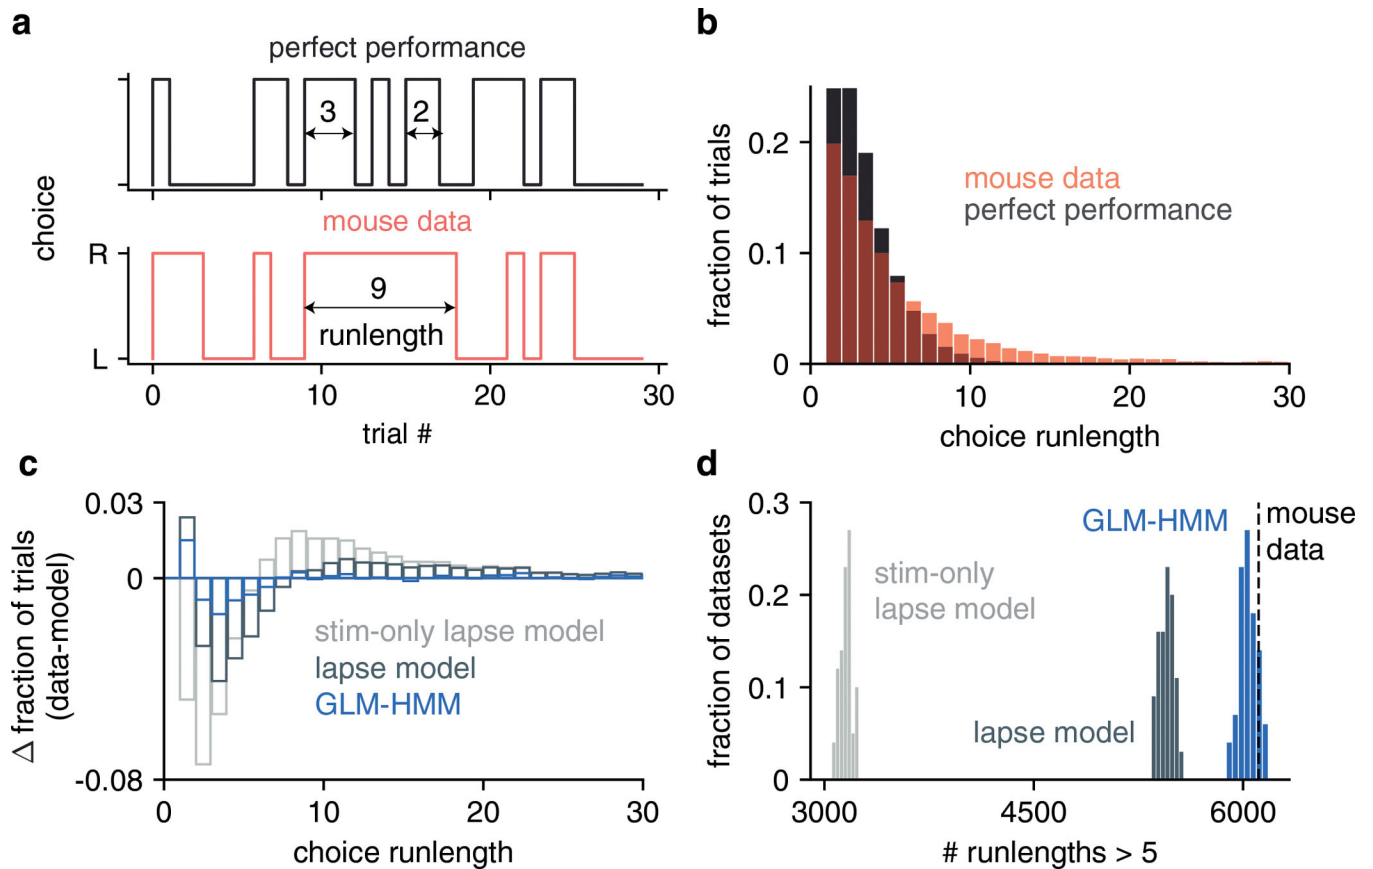 a
perfect performance
3
2
10
20
30
choice
mouse data
R
9
runlength
L
0
10
20
30
trial #
b
fraction of trials
0.2
0.1
0
mouse data
perfect performance
0
10
20
30
choice runlength
c
Δ fraction of trials
(data-model)
0.03
0
-0.08
stim-only lapse model
lapse model
GLM-HMM
0
10
20
30
choice runlength
d
fraction of datasets
0.3
0.2
0.1
0
GLM-HMM
mouse
data
stim-only
lapse model
lapse model
3000
4500
6000
# runlengths > 5